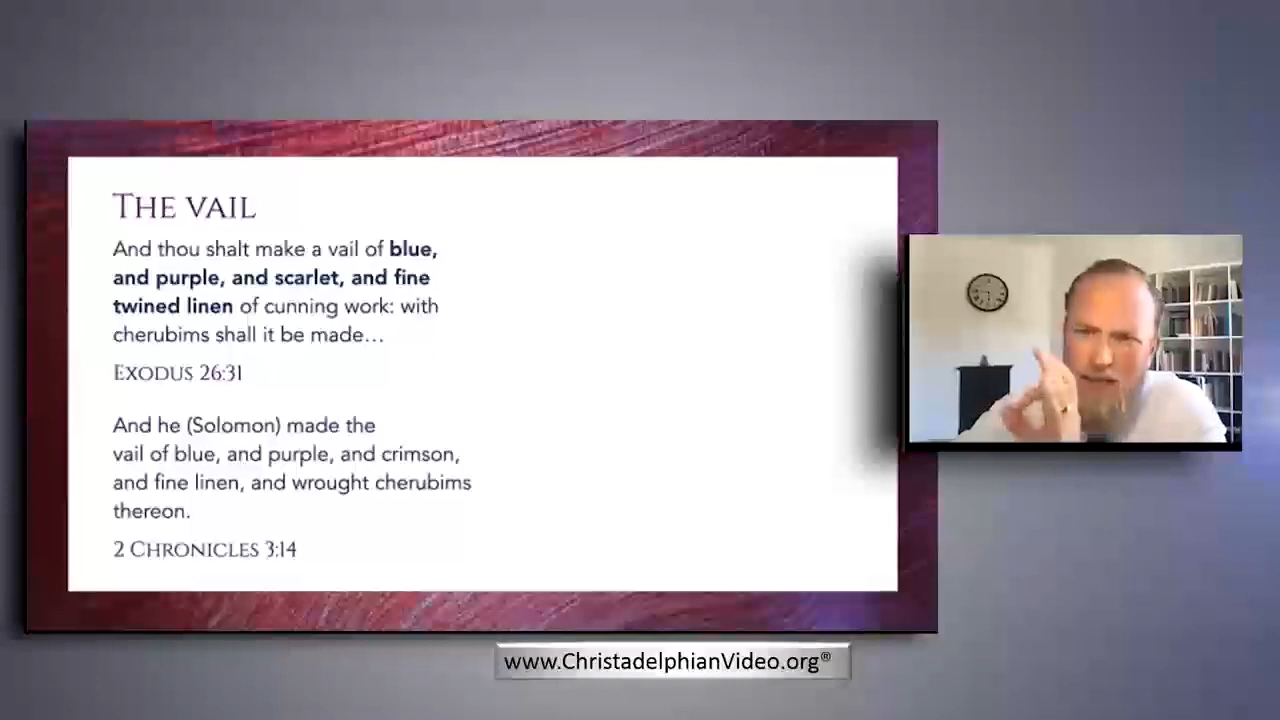 THE VAIL
And thou shalt make a vail of blue,
and purple, and scarlet, and fine
twined linen of cunning work: with
cherubims shall it be made…
EXODUS 26:31
And he (Solomon) made the
vail of blue, and purple, and crimson,
and fine linen, and wrought cherubims
thereon.
2 CHRONICLES 3:14
www.ChristadelphianVideo.org®